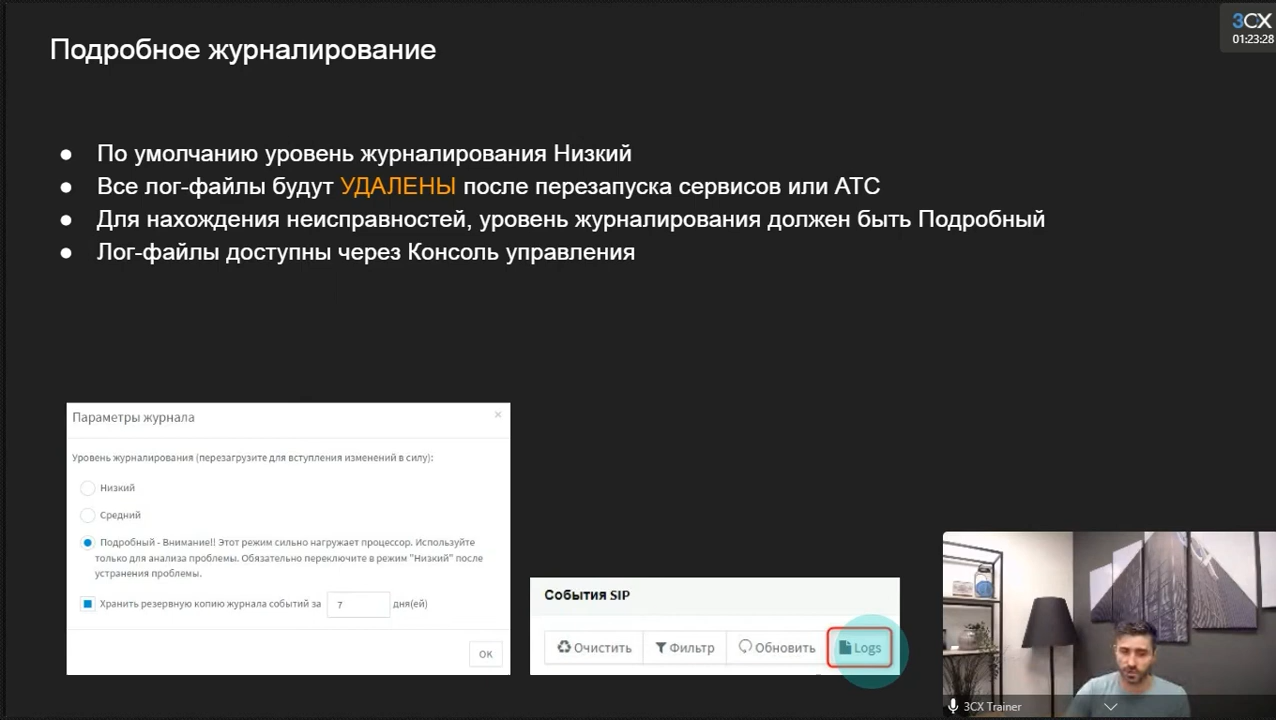 3CX
01:23:28
Подробное журналирование
● По умолчанию уровень журналирования Низкий
● Все лог-файлы будут УДАЛЕНЫ после перезапуска сервисов или АТС
● Для нахождения неисправностей, уровень журналирования должен быть Подробный
● Лог-файлы доступны через Консоль управления
Параметры журнала ×
Уровень журналирования (перезагрузите для вступления изменений в силу):
Низкий
Средний
Подробный - Внимание!! Этот режим сильно нагружает процессор. Используйте
только для анализа проблемы. Обязательно переключите в режим "Низкий" после
устранения проблемы.
Хранить резервную копию журнала событий за 7 дня(ей)
OK
События SIP
Очистить Фильтр Обновить Logs
3CX Trainer